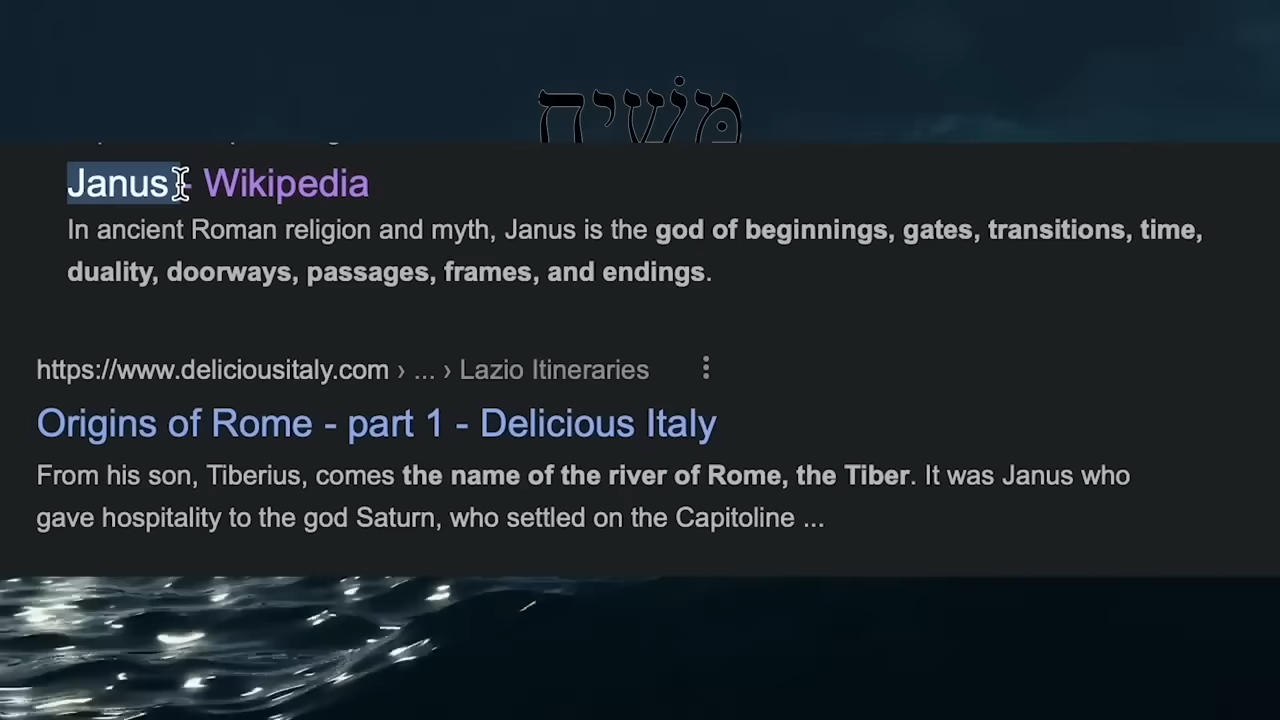 מּשׁיח
Janus - Wikipedia
In ancient Roman religion and myth, Janus is the god of beginnings, gates, transitions, time,
duality, doorways, passages, frames, and endings.
https://www.deliciousitaly.com › ... › Lazio Itineraries
Origins of Rome - part 1 - Delicious Italy
From his son, Tiberius, comes the name of the river of Rome, the Tiber. It was Janus who
gave hospitality to the god Saturn, who settled on the Capitoline ...